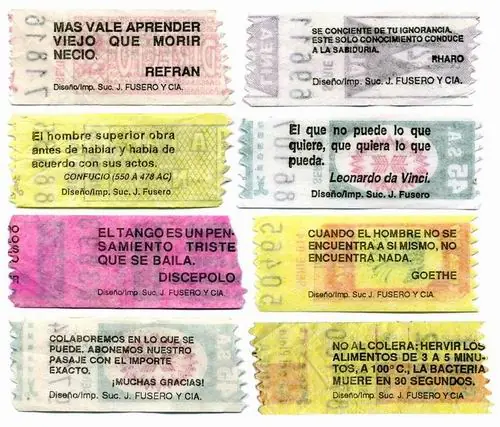 MAS VALE APRENDER
VIEJO QUE MORIR
NECIO.
REFRAN
Diseño/Imp. Suc. J. FUSERO Y CIA.
SE CONCIENTE DE TU IGNORANCIA,
ESTE SOLO CONOCIMIENTO CONDUCE
A LA SABIDURIA.
RHARO
Diseño/Imp. Suc. J. FUSERO Y CIA.
El hombre superior obra
antes de hablar y habla de
acuerdo con sus actos.
CONFUCIO (550 A 478 AC)
Diseño/Imp. Suc. J. Fusero
El que no puede lo que
quiere, que quiera lo que
pueda.
Leonardo da Vinci.
Diseño/Imp. Suc. J. Fusero
EL TANGO ES UN PEN-
SAMIENTO TRISTE
QUE SE BAILA.
DISCEPOLO
Diseño/Imp. Suc. J. FUSERO Y CIA
CUANDO EL HOMBRE NO SE
ENCUENTRA A SI MISMO, NO
ENCUENTRA NADA.
GOETHE
Diseño/Imp. Suc. J. FUSERO Y CIA.
COLABOREMOS EN LO QUE SE
PUEDE. ABONEMOS NUESTRO
PASAJE CON EL IMPORTE
EXACTO.
¡MUCHAS GRACIAS!
Diseño/Imp. Suc. J. FUSERO Y CIA.
NO AL COLERA: HERVIR LOS
ALIMENTOS DE 3 A 5 MINU-
TOS, A 100°C., LA BACTERIA
MUERE EN 30 SEGUNDOS.
Diseño/Imp. Suc. J. FUSERO Y CIA.